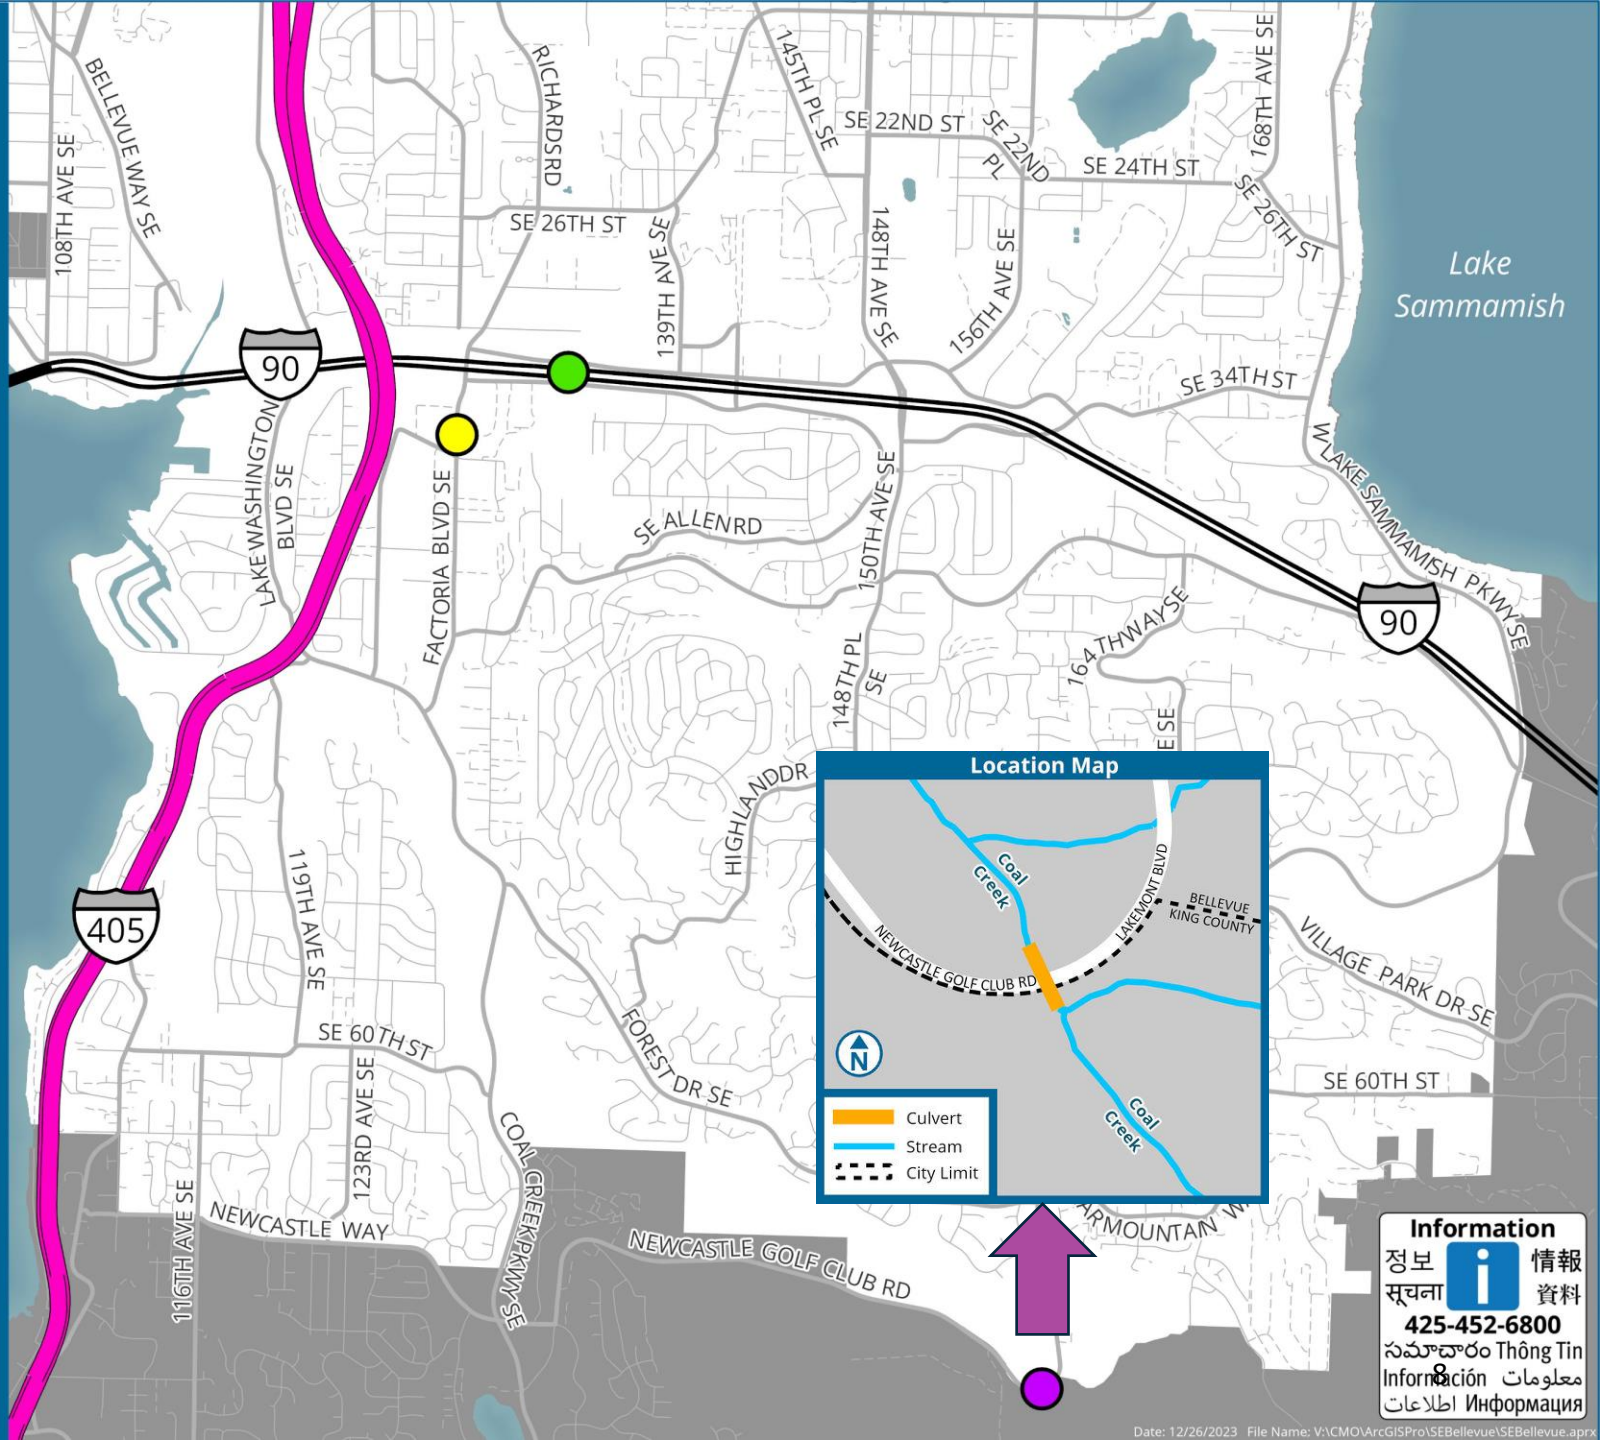 108TH AVE SE
BELLEVUE WAY SE
RICHARDS RD
145TH PL SE
SE 22ND ST
SE 22ND
PL
SE 24TH ST
168TH AVE SE
SE 26TH ST
SE 26TH ST
139TH AVE SE
148TH AVE SE
156TH AVE SE
Lake
Sammamish
90
SE 34TH ST
LAKE WASHINGTON
BLVD SE
FACTORIA BLVD SE
SE ALLEN RD
150TH AVE SE
W LAKE SAMMAMISH PKWY SE
90
164THWAYSE
148TH PL
SE
E SE
HIGHLAND DR
Location Map
Coal
Creek
LAKEMONT BLVD
BELLEVUE
KING COUNTY
NEWCASTLE GOLF CLUB RD
N
Coal
Creek
Culvert
Stream
City Limit
405
119TH AVE SE
VILLAGE PARK DR SE
SE 60TH ST
FOREST DR SE
SE 60TH ST
123RD AVE SE
COAL CREEK PKWY SE
116TH AVE SE
NEWCASTLE WAY
NEWCASTLE GOLF CLUB RD
ARMOUNTAIN W
Information
정보 i 情報
सूचना 資料
425-452-6800
సమాచారం Thông Tin
Información معلومات
8
اطلاعات Информация
Date: 12/26/2023 File Name: V:\CMO\ArcGISPro\SEBellevue\SEBellevue.aprx